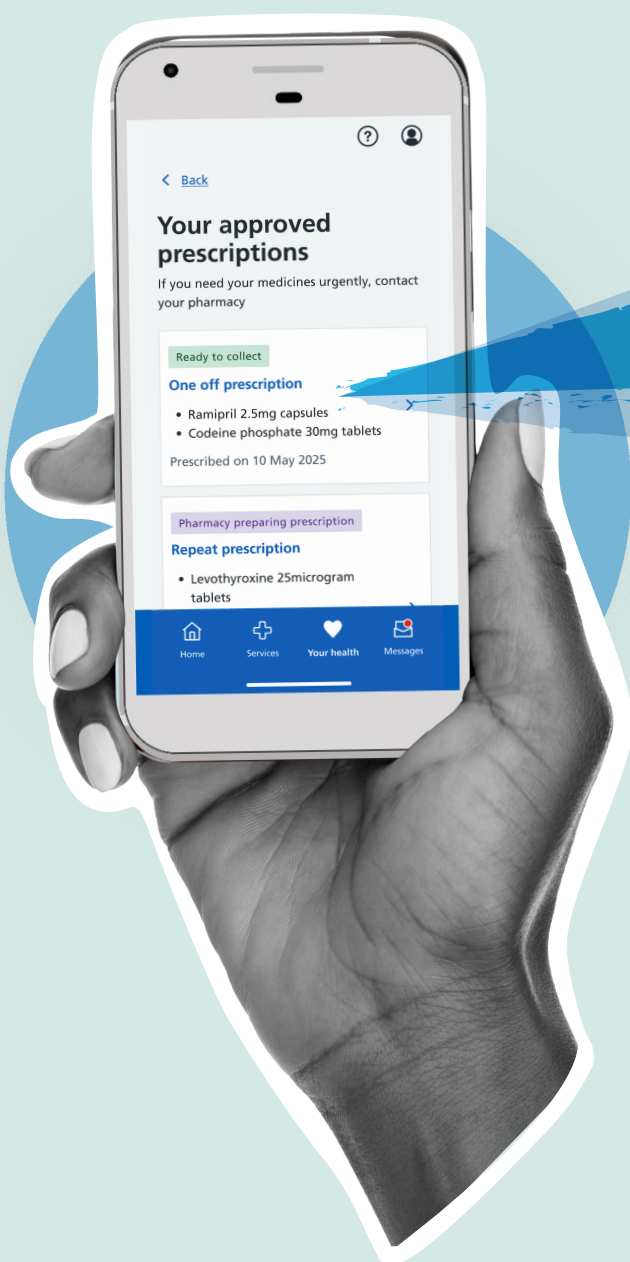 Back
Your approved
prescriptions
If you need your medicines urgently, contact
your pharmacy
Ready to collect
One off prescription
• Ramipril 2.5mg capsules
• Codeine phosphate 30mg tablets
Prescribed on 10 May 2025
Pharmacy preparing prescription
Repeat prescription
• Levothyroxine 25microgram
tablets
Home Services Your health Messages